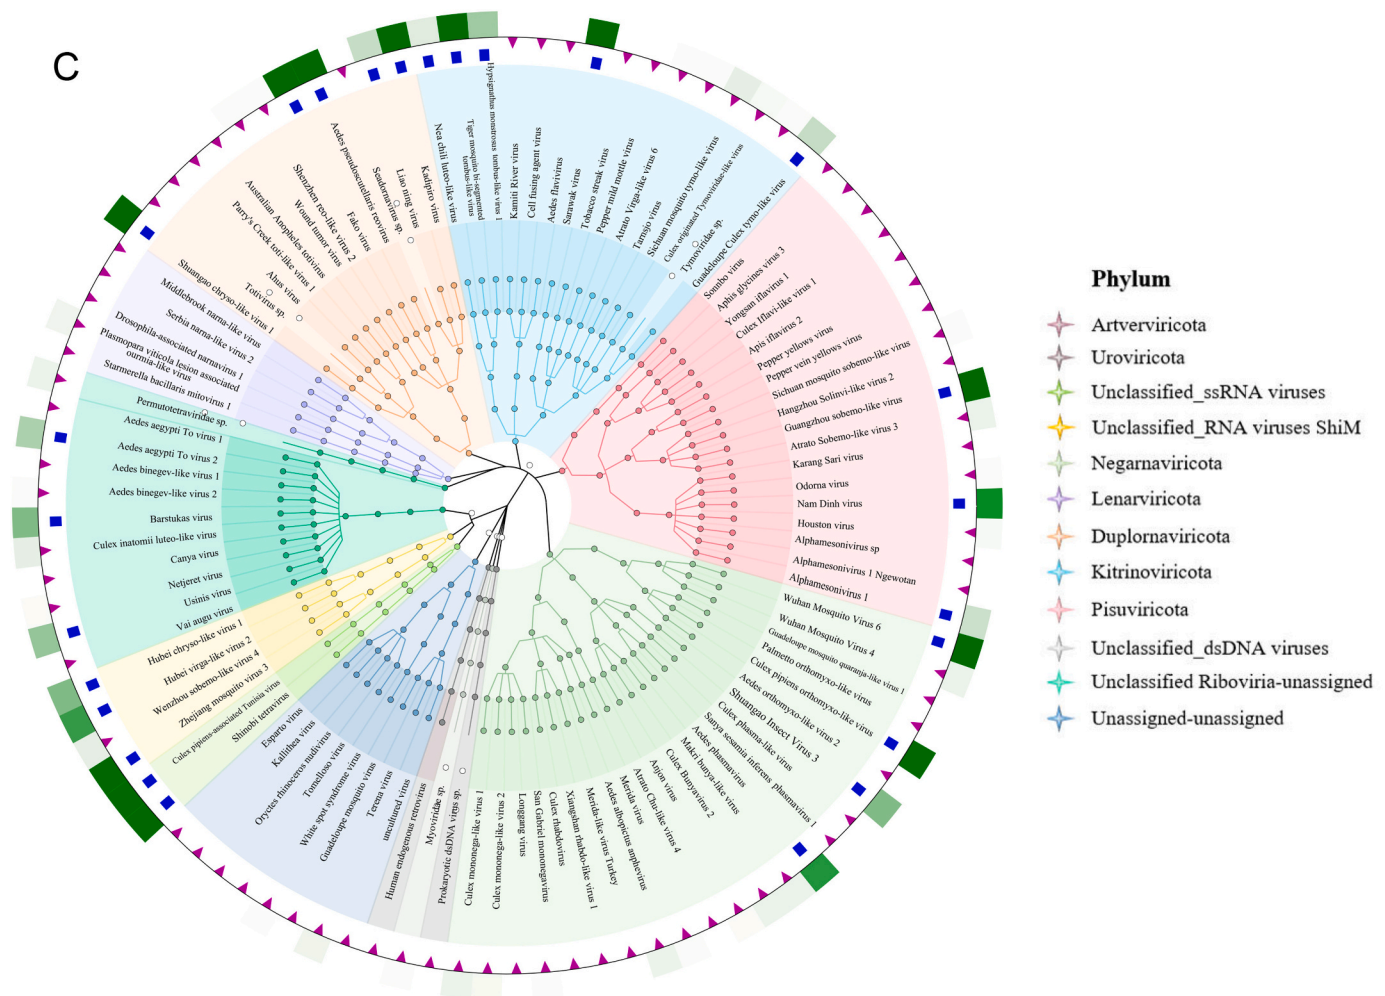 C
Nea chili luteo-like virus
Tiger mosquito bi-segmented
tombus-like virus
Hypsignathus monstrosus tombus-like virus 1
Kamiti River virus
Cell fusing agent virus
Aedes flavivirus
Sarawak virus
Tobacco streak virus
Pepper mild mottle virus
Atrato Virga-like virus 6
Tarnsjo virus
Sichuan mosquito tymo-like virus
Culex originated Tymoviridae-like virus
Tymoviridae sp.
Guadeloupe Culex tymo-like virus
Sonnbo virus
Aphis glycines virus 3
Yongsan iflavirus 1
Culex Iflavi-like virus 1
Apis iflavirus 2
Pepper yellows virus
Pepper vein yellows virus
Sichuan mosquito sobemo-like virus
Hangzhou Solinvi-like virus 2
Guangzhou sobemo-like virus
Atrato Sobemo-like virus 3
Karang Sari virus
Odorna virus
Nam Dinh virus
Houston virus
Alphamesonivirus sp
Alphamesonivirus 1 Ngewotan
Alphamesonivirus 1
Wuhan Mosquito Virus 6
Wuhan Mosquito Virus 4
Guadeloupe mosquito quaranja-like virus 1
Palmetto orthomyxo-like virus
Culex pipiens orthomyxo-like virus
Aedes orthomyxo-like virus 2
Shuangao Insect Virus 3
Culex phasma-like virus
Sanya sesamia inferens phasmavirus 1
Aedes phasmavirus
Makri bunya-like virus
Culex Bunyavirus 2
Anjon virus
Atrato Chu-like virus 4
Merida virus
Aedes albopictus anphevirus
Merida-like virus Turkey
Xiangshan rhabdo-like virus 1
Culex rhabdovirus
San Gabriel mononegavirus
Longgang virus
Culex mononega-like virus 2
Culex mononega-like virus 1
Prokaryotic dsDNA virus sp.
Myoviridae sp.
Human endogenous retrovirus
uncultured virus
Terena virus
Guadeloupe mosquito virus
White spot syndrome virus
Tomelloso virus
Oryctes rhinoceros nudivirus
Kallithea virus
Esparto virus
Shinobi tetravirus
Culex pipiens-associated Tunisia virus
Zhejiang mosquito virus 3
Wenzhou sobemo-like virus 4
Hubei virga-like virus 2
Hubei chryso-like virus 1
Vai augu virus
Usinis virus
Netjeret virus
Canya virus
Culex inatomii luteo-like virus
Barstukas virus
Aedes binegev-like virus 2
Aedes binegev-like virus 1
Aedes aegypti To virus 2
Aedes aegypti To virus 1
Permutotetraviridae sp.
Starmerella bacillaris mitovirus 1
Plasmopara viticola lesion associated
ourmia-like virus
Drosophila-associated narnavirus 1
Serbia narna-like virus 2
Middlebrook narna-like virus
Shuangao chryso-like virus 1
Totivirus sp.
Ahus virus
Parry's Creek toti-like virus 1
Australian Anopheles totivirus
Wound tumor virus
Shenzhen reo-like virus 2
Fako virus
Aedes pseudoscutellaris reovirus
Seadornavirus sp.
Liao ning virus
Kadipiro virus
Phylum
Artverviricota
Uroviricota
Unclassified_ssRNA viruses
Unclassified_RNA viruses ShiM
Negarnaviricota
Lenarviricota
Duplornaviricota
Kitrinoviricota
Pisuviricota
Unclassified_dsDNA viruses
Unclassified Riboviria-unassigned
Unassigned-unassigned